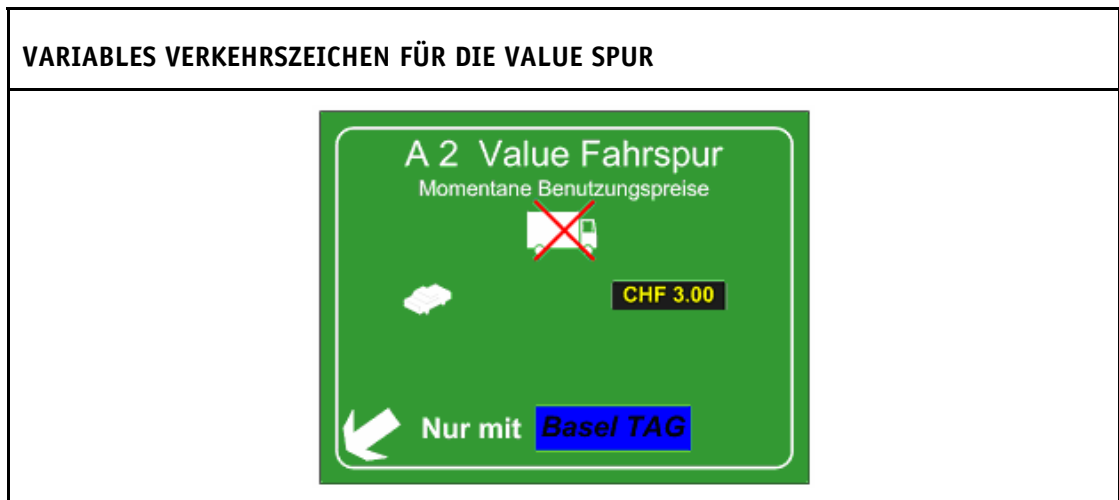 VARIABLES VERKEHRSZEICHEN FÜR DIE VALUE SPUR
A 2 Value Fahrspur
Momentane Benutzungspreise
CHF 3.00
Nur mit Basel TAG